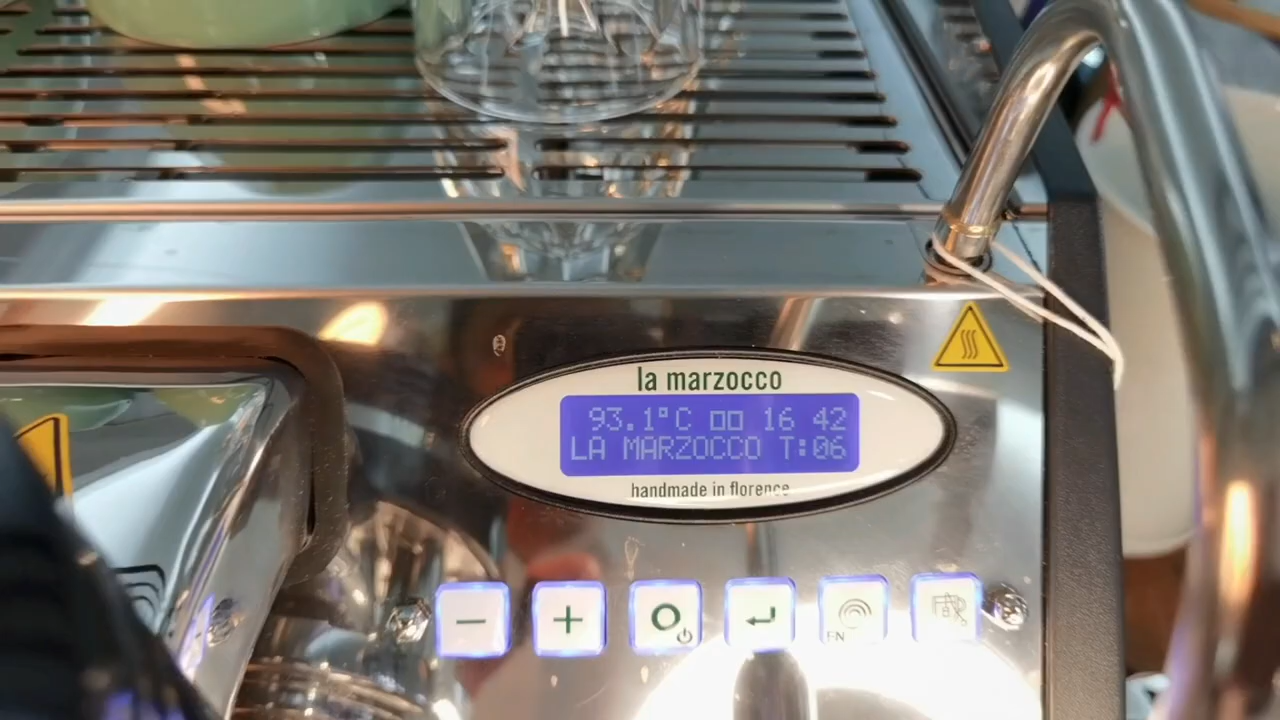 la marzocco
93.1°C 16 42
LA MARZOCCO T:06
handmade in florence
− + O
FN